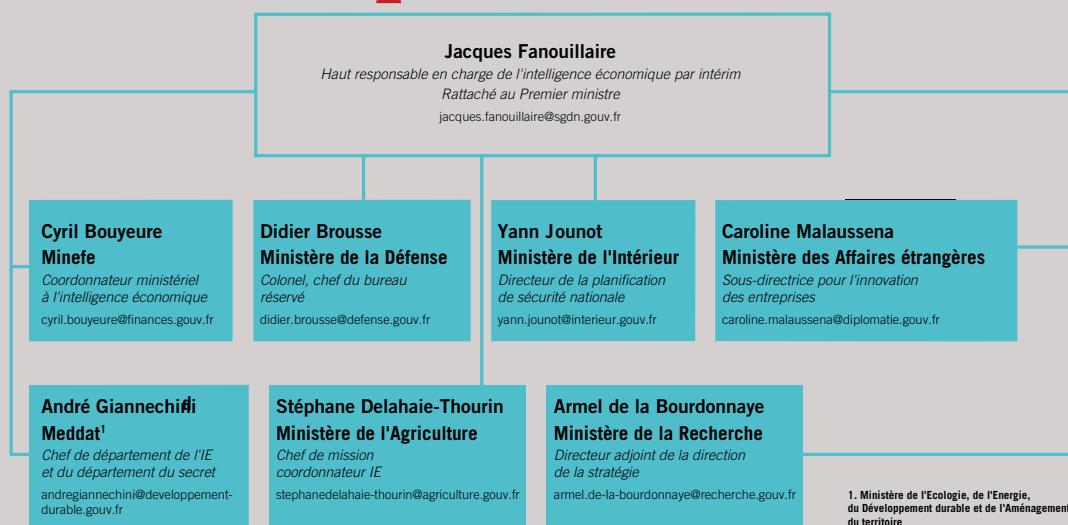 Jacques Fanouillaire
Haut responsable en charge de l'intelligence économique par intérim
Rattaché au Premier ministre
jacques.fanouillaire@sgdn.gouv.fr
Cyril Bouyeure
Minefe
Coordonnateur ministériel
à l'intelligence économique
cyril.bouyeure@finances.gouv.fr
Didier Brousse
Ministère de la Défense
Colonel, chef du bureau
réservé
didier.brousse@defense.gouv.fr
Yann Jounot
Ministère de l'Intérieur
Directeur de la planification
de sécurité nationale
yann.jounot@interieur.gouv.fr
Caroline Malaussena
Ministère des Affaires étrangères
Sous-directrice pour l'innovation
des entreprises
caroline.malaussena@diplomatie.gouv.fr
André Giannechini
Meddat¹
Chef de département de l'IE
et du département du secret
andregiannechini@developpement-
durable.gouv.fr
Stéphane Delahaie-Thourin
Ministère de l'Agriculture
Chef de mission
coordonnateur IE
stephanedelahaie-thourin@agriculture.gouv.fr
Armel de la Bourdonnaye
Ministère de la Recherche
Directeur adjoint de la direction
de la stratégie
armel.de-la-bourdonnaye@recherche.gouv.fr
1. Ministère de l'Ecologie, de l'Energie,
du Développement durable et de l'Aménagement
du territoire